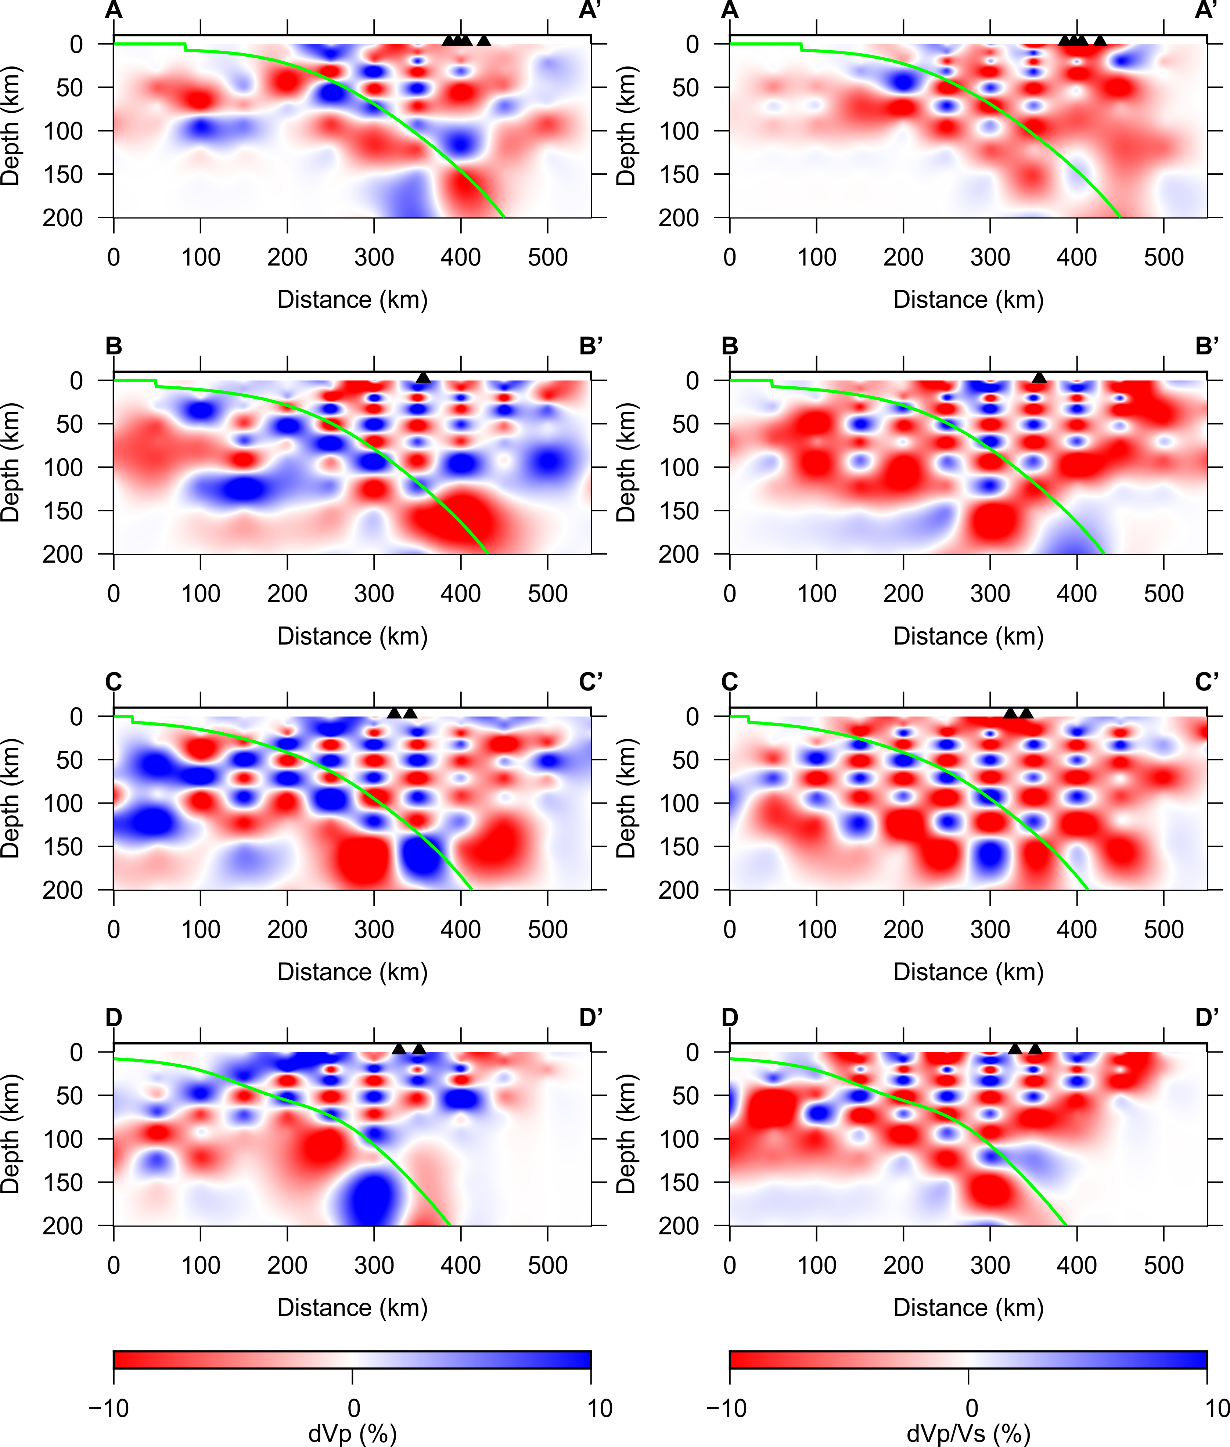 A A’ A A’
0 0
50 50
100 100
150 150
200 200
Depth (km) Depth (km)
0 100 200 300 400 500 0 100 200 300 400 500
Distance (km) Distance (km)
B B’ B B’
0 0
50 50
100 100
150 150
200 200
Depth (km) Depth (km)
0 100 200 300 400 500 0 100 200 300 400 500
Distance (km) Distance (km)
C C’ C C’
0 0
50 50
100 100
150 150
200 200
Depth (km) Depth (km)
0 100 200 300 400 500 0 100 200 300 400 500
Distance (km) Distance (km)
D D’ D D’
0 0
50 50
100 100
150 150
200 200
Depth (km) Depth (km)
0 100 200 300 400 500 0 100 200 300 400 500
Distance (km) Distance (km)
−10 0 10 −10 0 10
dVp (%) dVp/Vs (%)